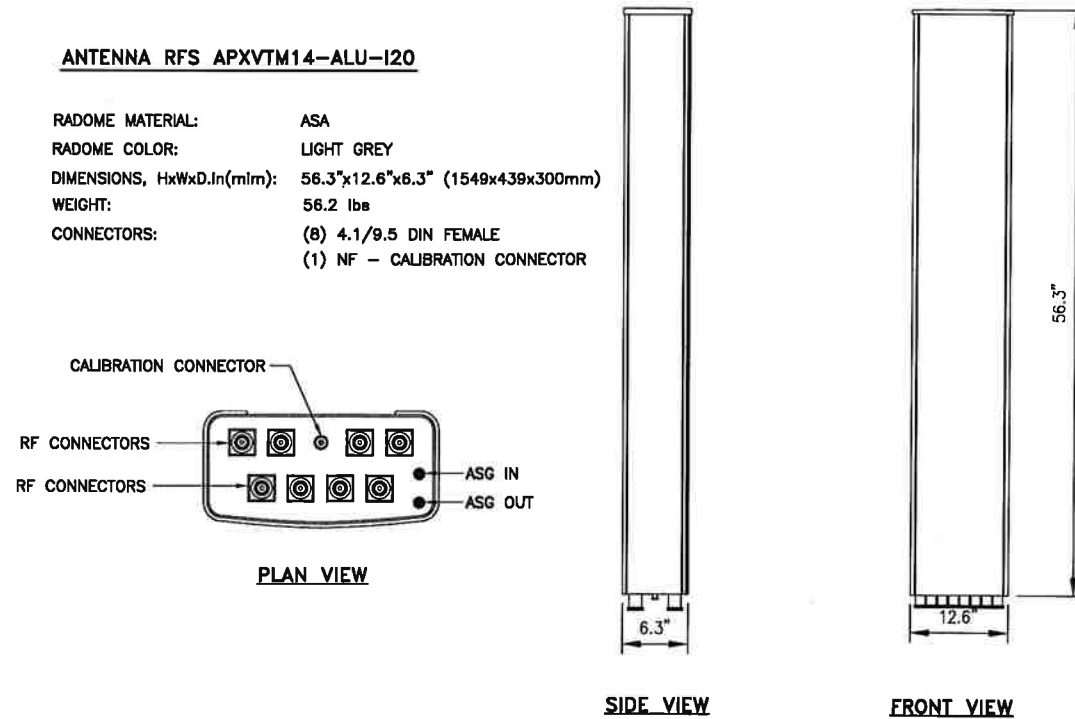 ANTENNA RFS APXVTM14-ALU-I20
RADOME MATERIAL: ASA
RADOME COLOR: LIGHT GREY
DIMENSIONS, HxWxD.In(mlm): 56.3"x12.6"x6.3" (1549x439x300mm)
WEIGHT: 56.2 lbs
CONNECTORS: (8) 4.1/9.5 DIN FEMALE
(1) NF - CALIBRATION CONNECTOR
CALIBRATION CONNECTOR
RF CONNECTORS
RF CONNECTORS
ASG IN
ASG OUT
PLAN VIEW
6.3"
SIDE VIEW
56.3"
12.6"
FRONT VIEW